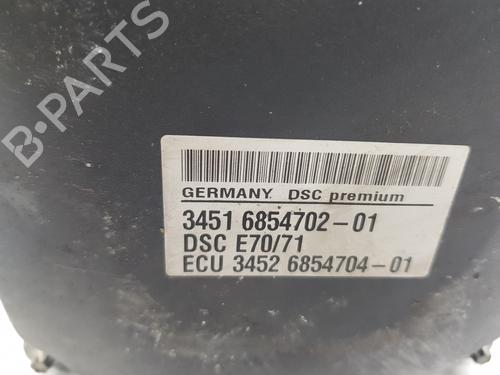 B-PARTS
GERMANY DSC premium
3451 6854702-01
DSC E70/71
ECU 3452 6854704-01